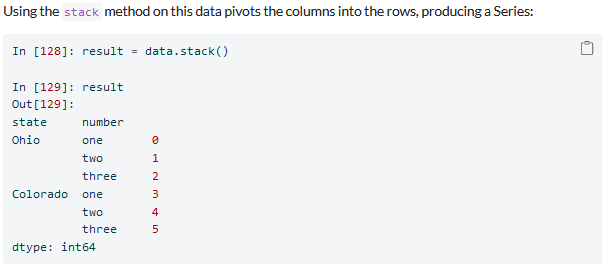 Using the stack method on this data pivots the columns into the rows, producing a Series:
In [128]: result = data.stack()
In [129]: result
Out[129]:
state     number
Ohio      one       0
          two       1
          three     2
Colorado  one       3
          two       4
          three     5
dtype: int64